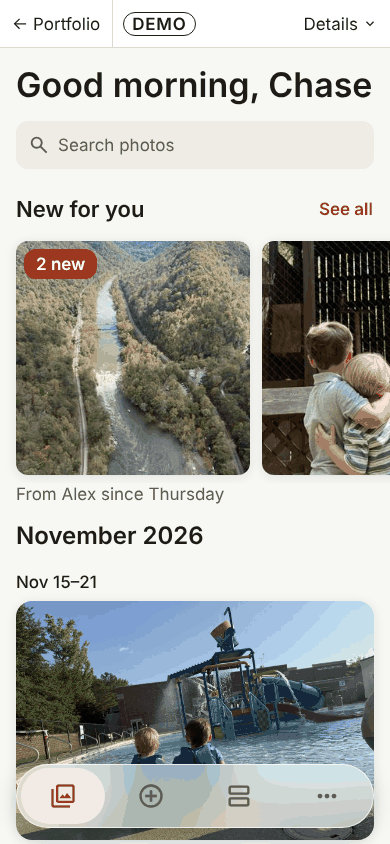 ← Portfolio
DEMO
Details
Good morning, Chase
Search photos
New for you
See all
2 new
From Alex since Thursday
November 2026
Nov 15–21